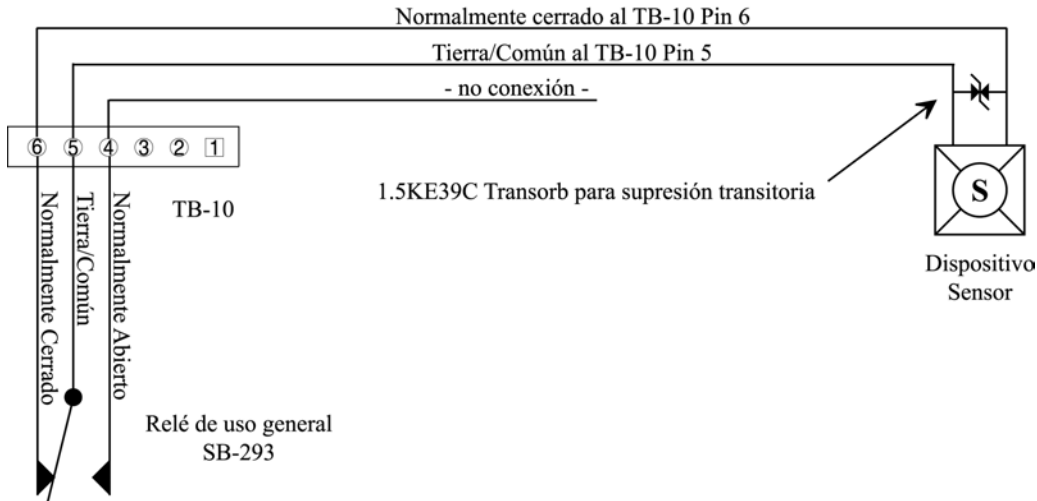 Normalmente cerrado al TB-10 Pin 6
Tierra/Común al TB-10 Pin 5
- no conexión -
6 5 4 3 2 1
TB-10
1.5KE39C Transorb para supresión transitoria
S
Dispositivo
Sensor
Normalmente Cerrado
Tierra/Común
Normalmente Abierto
Relé de uso general
SB-293